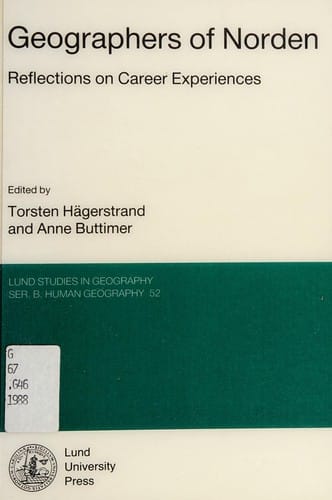 Geographers of Norden
Reflections on Career Experiences
Edited by
Torsten Hägerstrand
and Anne Buttimer
LUND STUDIES IN GEOGRAPHY
SER. B. HUMAN GEOGRAPHY 52
G
67
.G46
1988
Lund
University
Press